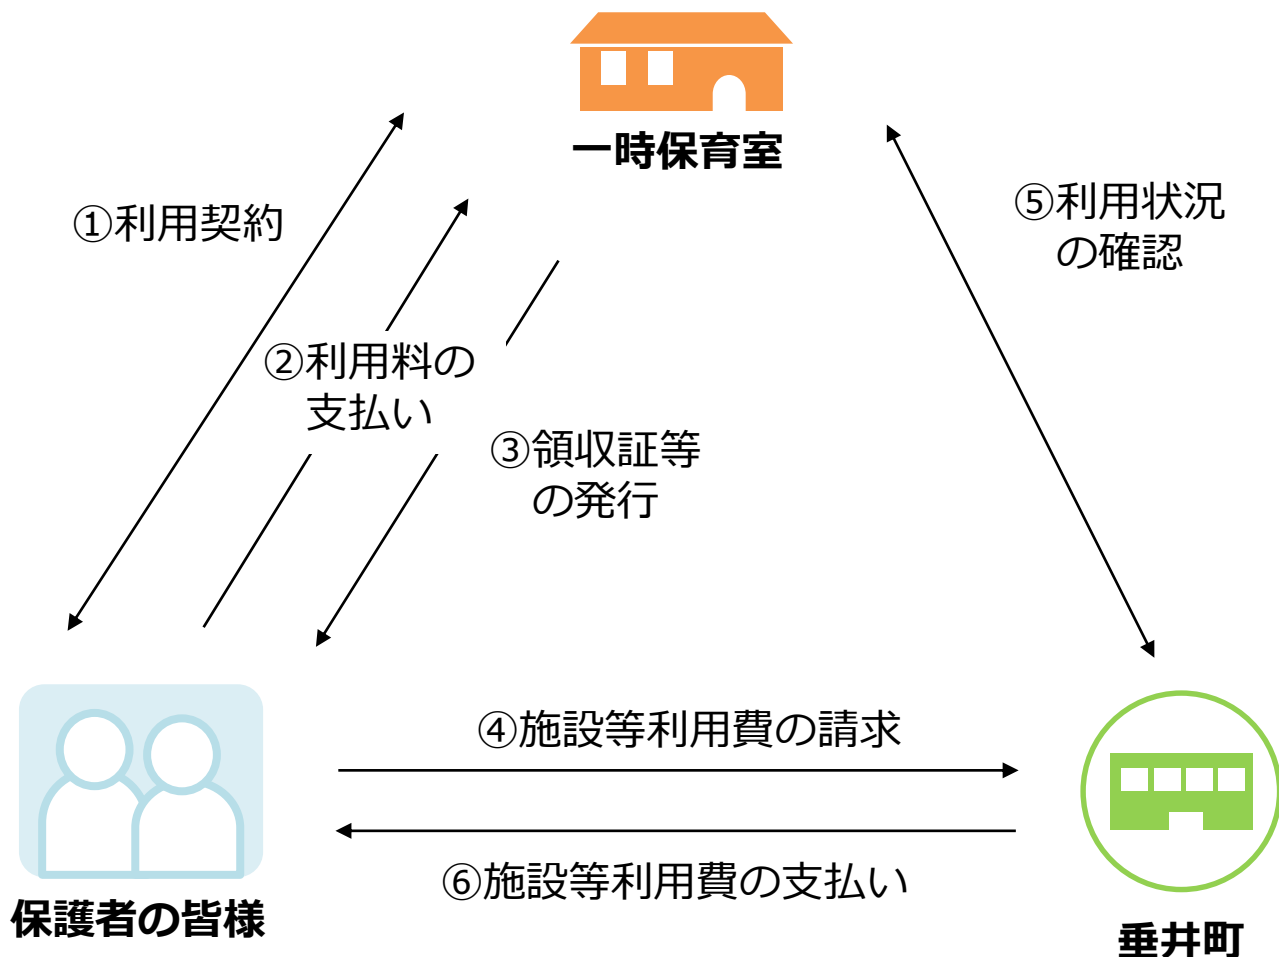 一時保育室
①利用契約
⑤利用状況
の確認
②利用料の
支払い
③領収証等
の発行
④施設等利用費の請求
⑥施設等利用費の支払い
保護者の皆様
垂井町